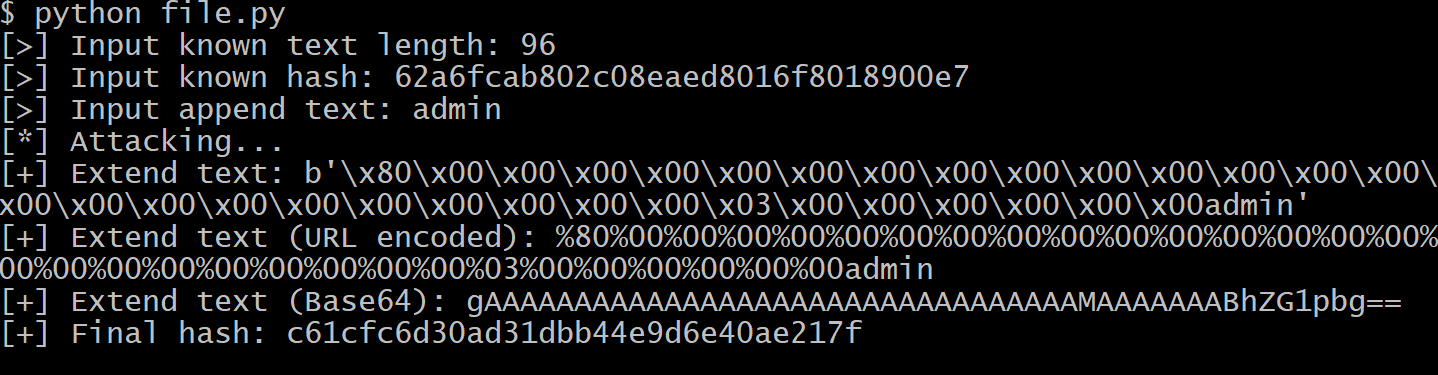 $ python file.py
[>] Input known text length: 96
[>] Input known hash: 62a6fcab802c08eaed8016f8018900e7
[>] Input append text: admin
[*] Attacking...
[+] Extend text: b'\x80\x00\x00\x00\x00\x00\x00\x00\x00\x00\x00\x00\x00\x00\x00\
x00\x00\x00\x00\x00\x00\x00\x00\x00\x00\x03\x00\x00\x00\x00\x00\x00admin'
[+] Extend text (URL encoded): %80%00%00%00%00%00%00%00%00%00%00%00%00%00%00%00%
00%00%00%00%00%00%00%00%00%03%00%00%00%00%00%00admin
[+] Extend text (Base64): gAAAAAAAAAAAAAAAAAAAAAAAAAAAAAAAAAMAAAAAAABhZG1pbg==
[+] Final hash: c61cfc6d30ad31dbb44e9d6e40ae217f